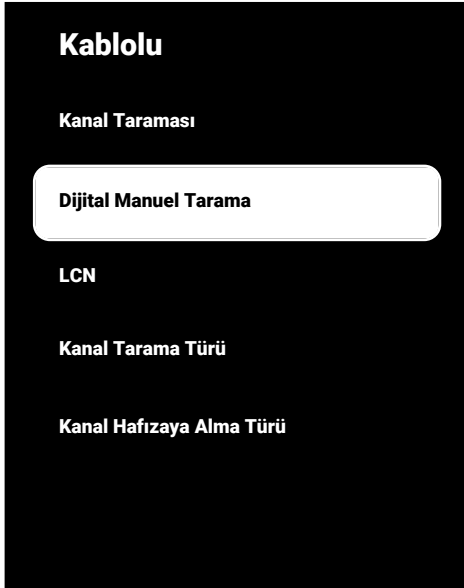 Kablolu
Kanal Taraması
Dijital Manuel Tarama
LCN
Kanal Tarama Türü
Kanal Hafızaya Alma Türü